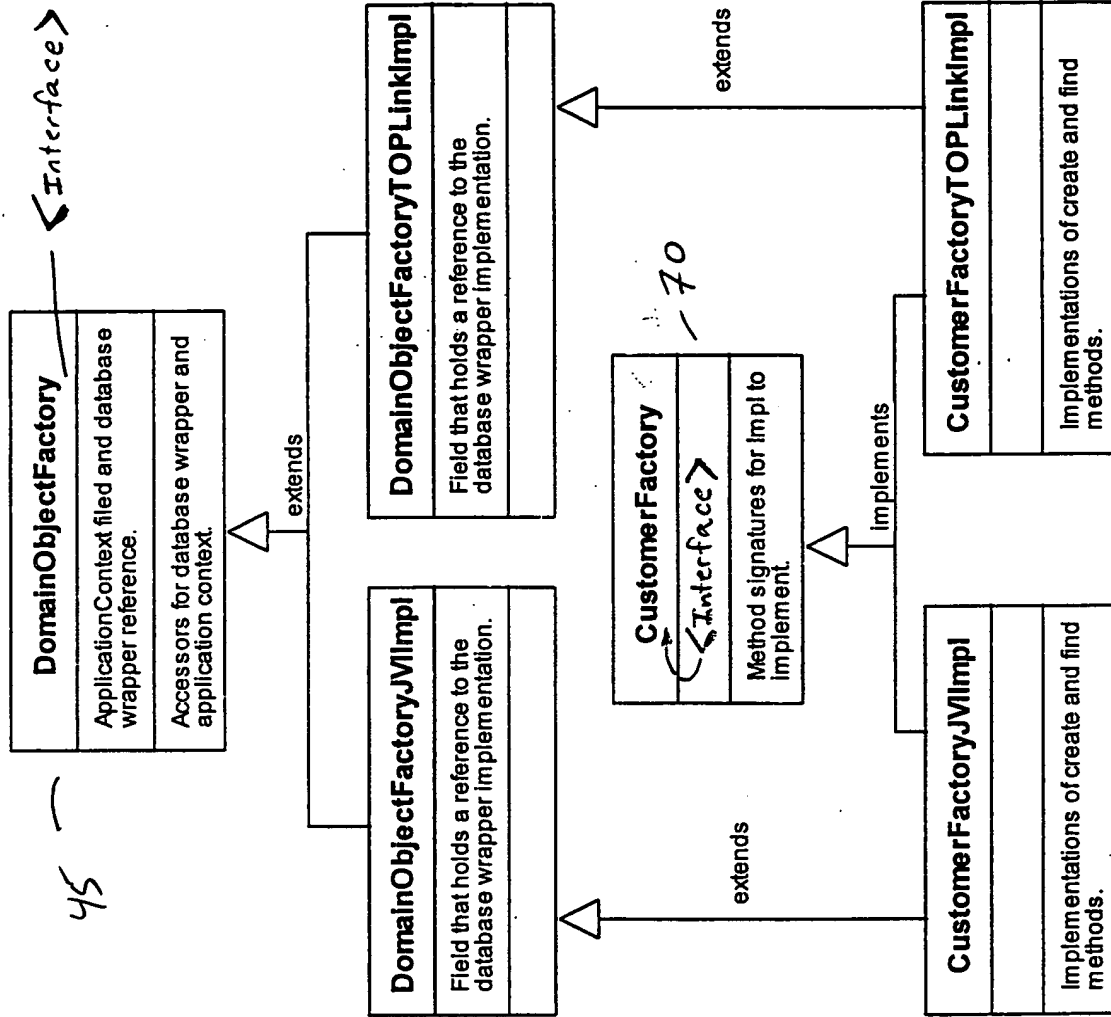 45
DomainObjectFactory
<Interface>
ApplicationContext filed and database
wrapper reference.
Accessors for database wrapper and
application context.
extends
DomainObjectFactoryJVIImpl
Field that holds a reference to the
database wrapper implementation.
DomainObjectFactoryTOPLinkImpl
Field that holds a reference to the
database wrapper implementation.
extends
CustomerFactory
<Interface>
Method signatures for Impl to
implement.
70
extends
implements
CustomerFactoryJVIImpl
Implementations of create and find
methods.
CustomerFactoryTOPLinkImpl
Implementations of create and find
methods.